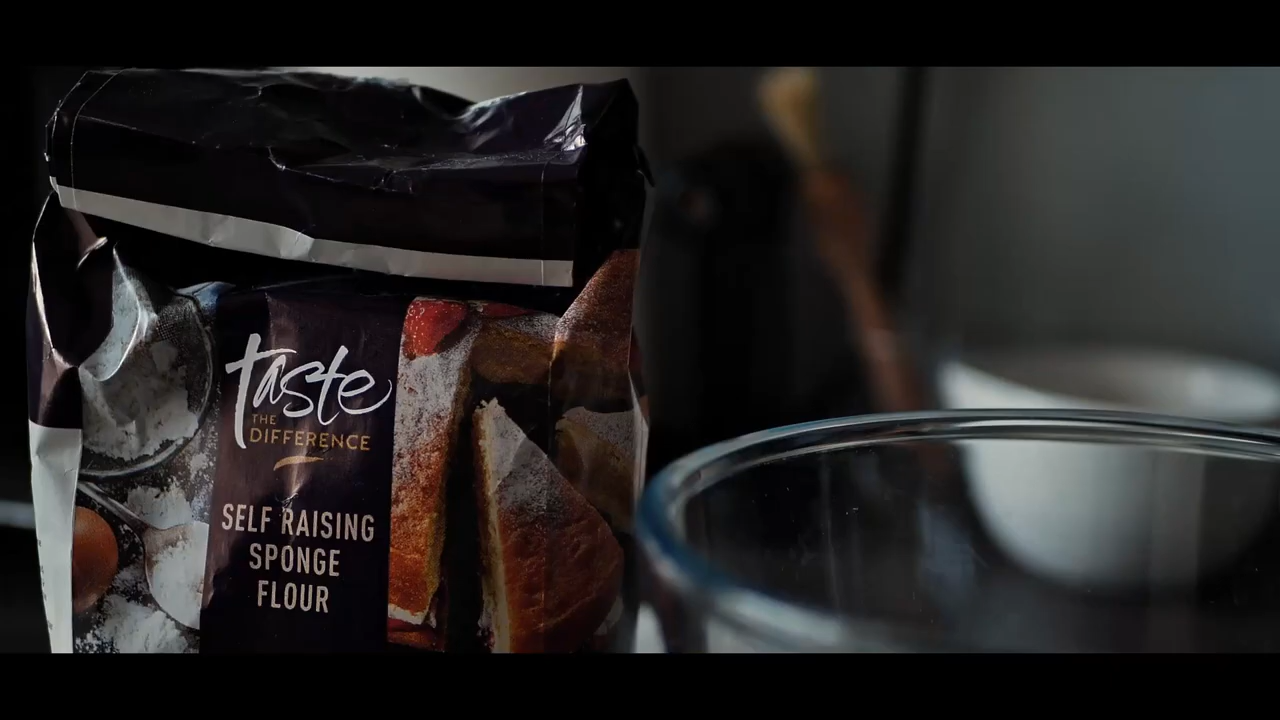 taste
THE
DIFFERENCE
SELF RAISING
SPONGE
FLOUR